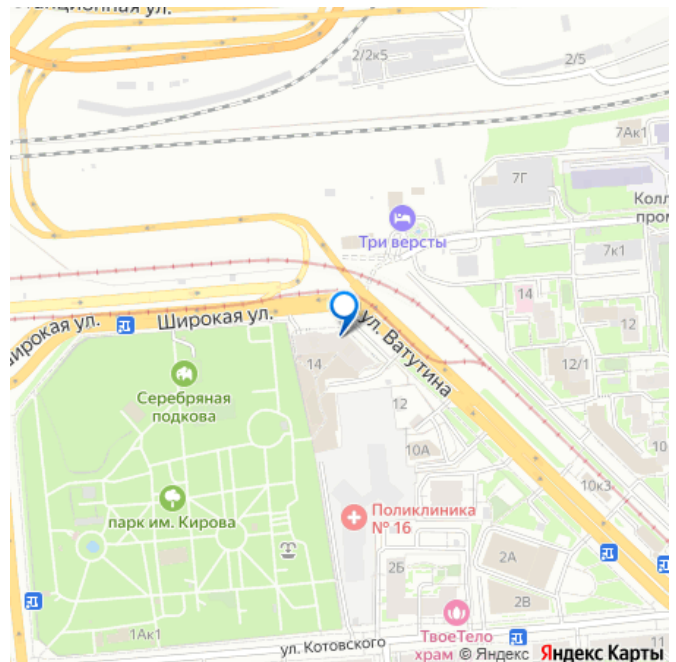 2/2к5
2/5
7Ак1
7Г
Три версты
7к1
14
12
Широкая ул.
ул. Ватутина
14
12/1
Серебряная
подкова
12
10А
10
10к3
парк им. Кирова
Поликлиника
№ 16
2А
2Б
2В
1Ак1
ул. Котовского
ТвоеТело
храм
11
© Яндекс
Яндекс Карты